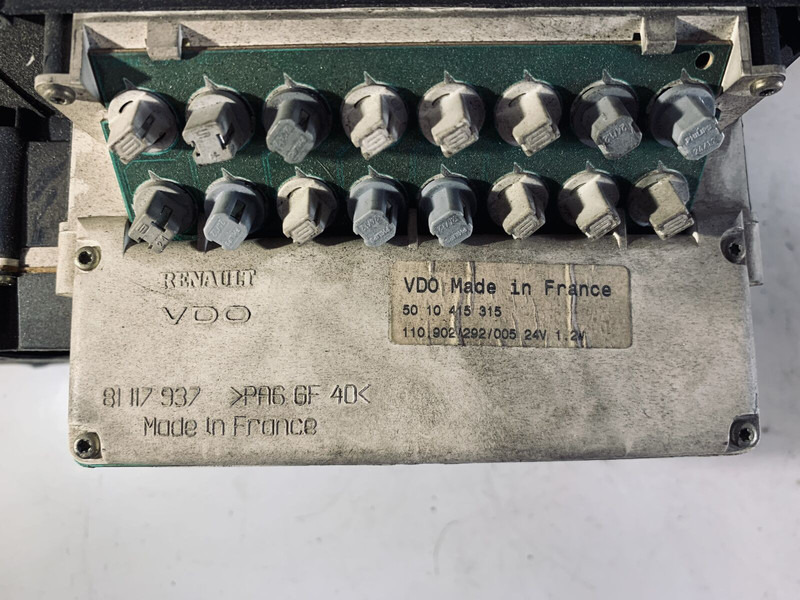 RENAULT
VDO
VDO Made in France
50 10 415 315
110.902/292/005 24V 1.2W
81 117 937 >PA6.GF 40<
Made in France